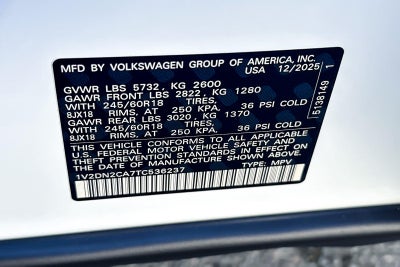 MFD BY VOLKSWAGEN GROUP OF AMERICA, INC.
USA 12/2025
GVWR LBS 5732, KG 2600
GAWR FRONT LBS 2822, KG 1280
WITH 245/60R18 TIRES,
8JX18 RIMS, AT 250 KPA, 36 PSI COLD
GAWR REAR LBS 3020, KG 1370
WITH 245/60R18 TIRES,
8JX18 RIMS, AT 250 KPA, 36 PSI COLD
THIS VEHICLE CONFORMS TO ALL APPLICABLE
U.S. FEDERAL MOTOR VEHICLE SAFETY AND
THEFT PREVENTION STANDARDS IN EFFECT ON
THE DATE OF MANUFACTURE SHOWN ABOVE.
1V2DN2CA7TC536237 TYPE: MPV
5138149 1